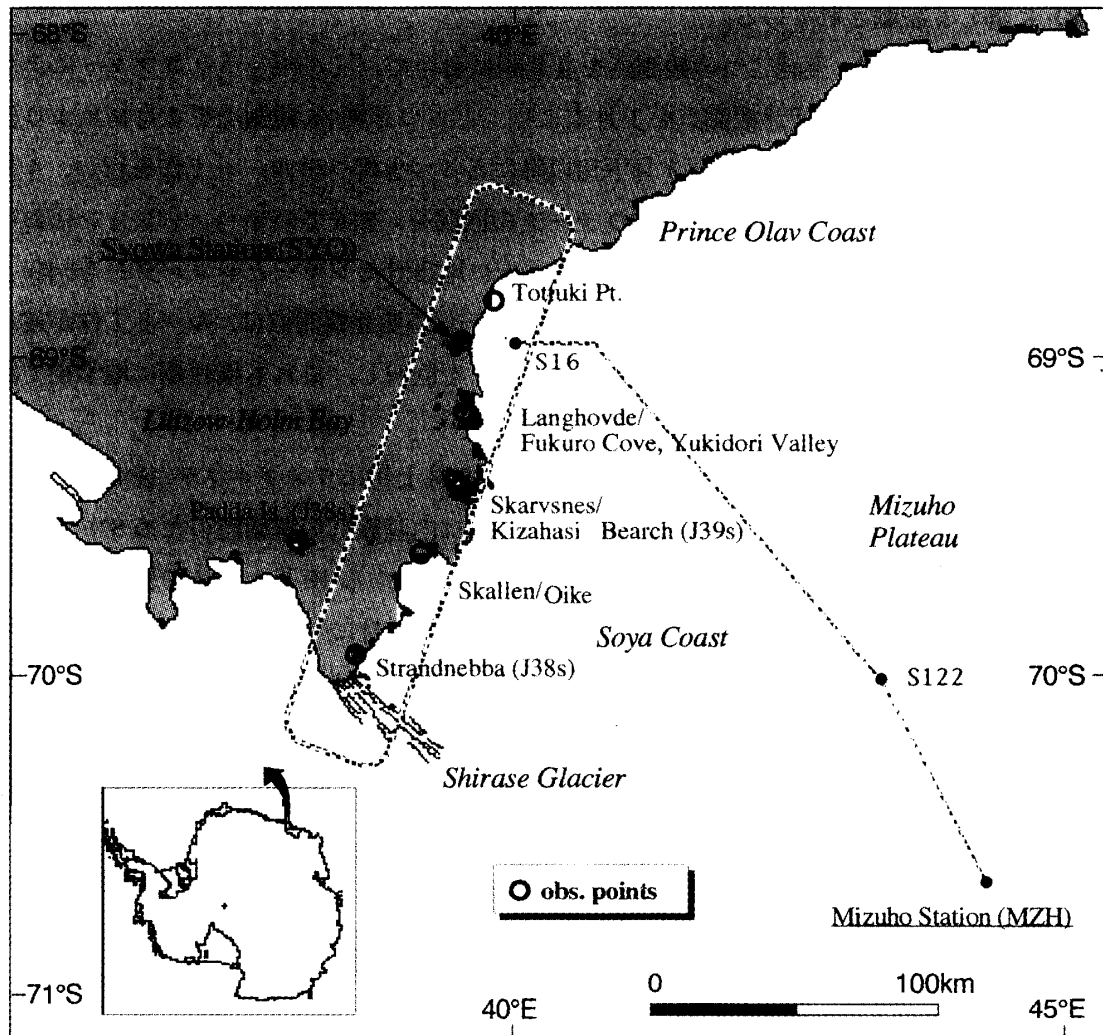 68°S
40°E
Prince Olav Coast
Syowa Station (SYO)
Tottuki Pt.
69°S
S16
69°S
Lützow-Holm Bay
Langhovde/
Fukuro Cove, Yukidori Valley
Padda Is. (J38s)
Skarvsnes/
Kizahasi Bearch (J39s)
Mizuho
Plateau
Skallen/Oike
Soya Coast
Strandnebba (J38s)
70°S
S122
70°S
Shirase Glacier
obs. points
Mizuho Station (MZH)
0
100km
71°S
40°E
45°E